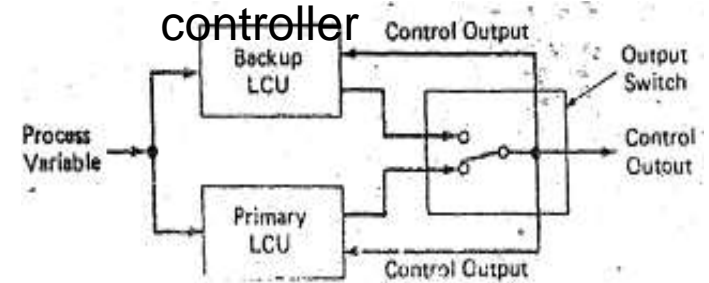 controller
Control Output
Backup
LCU
Output
Switch
Process
Variable
Control
Outout
Primary
LCU
Control Output